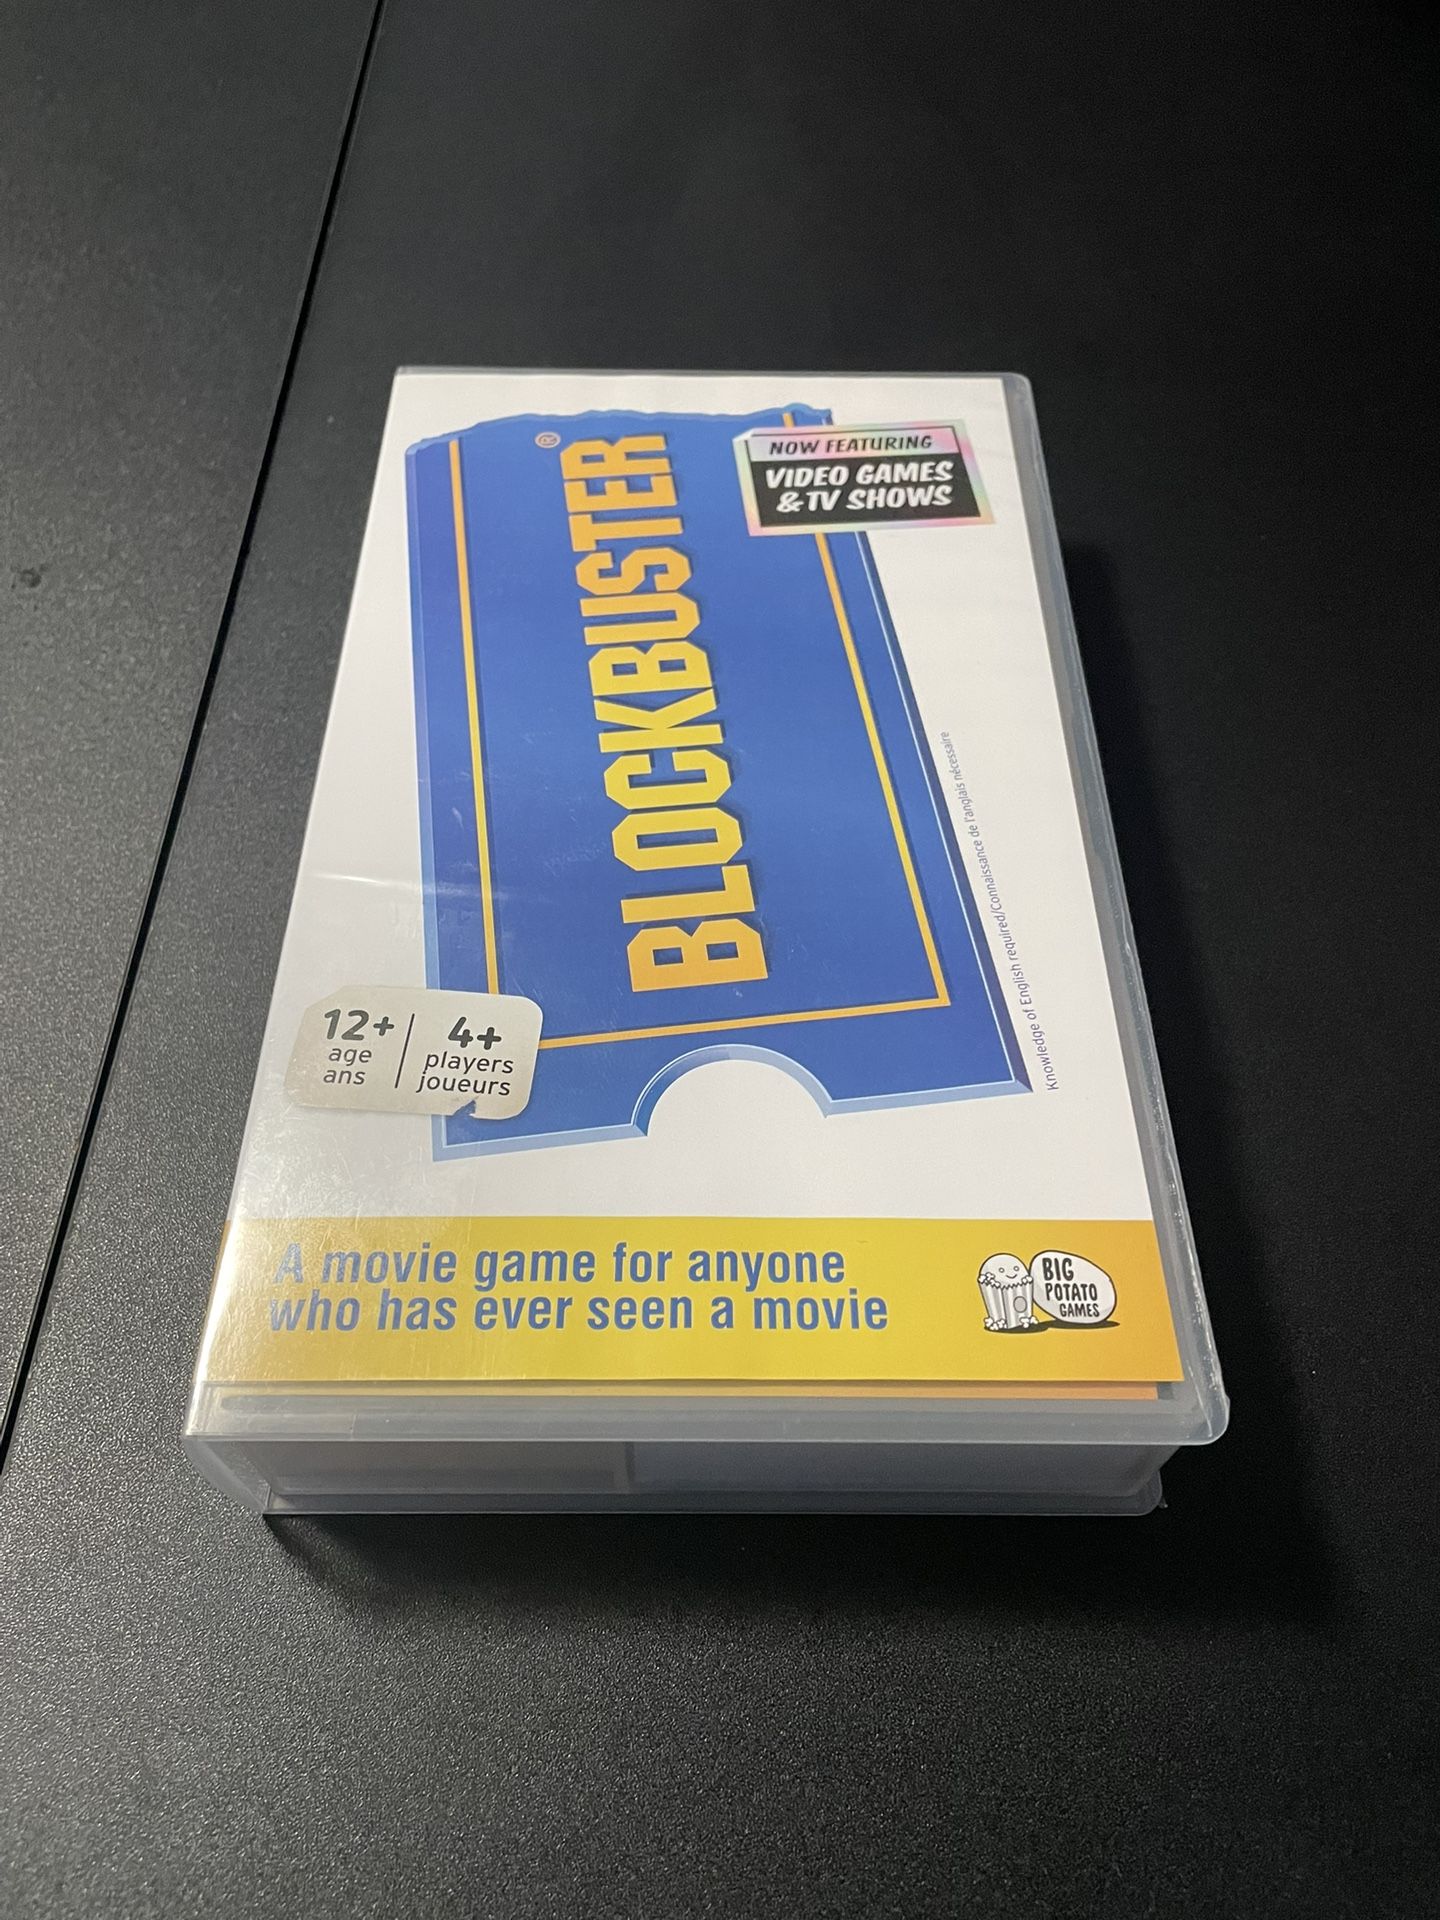 NOW FEATURING
VIDEO GAMES
& TV SHOWS
BLOCKBUSTER®
Knowledge of English required/Connaissance de l'anglais nécessaire
12+
age
ans
4+
players
joueurs
A movie game for anyone
who has ever seen a movie
BIG
POTATO
GAMES